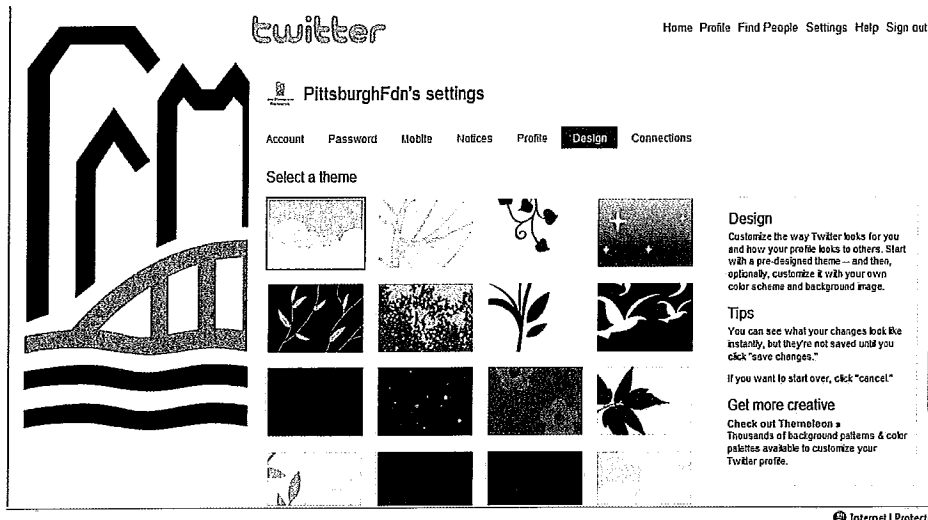 twitter
Home Profile Find People Settings Help Sign out
PittsburghFdn's settings
Account Password Mobile Notices Profile Design Connections
Select a theme
Design
Customize the way Twitter looks for you
and how your profile looks to others. Start
with a pre-designed theme -- and then,
optionally, customize it with your own
color scheme and background image.
Tips
You can see what your changes look like
instantly, but they're not saved until you
click "save changes."
If you want to start over, click "cancel."
Get more creative
Check out Themeleon »
Thousands of background patterns & color
palettes available to customize your
Twitter profile.
Internet | Protect